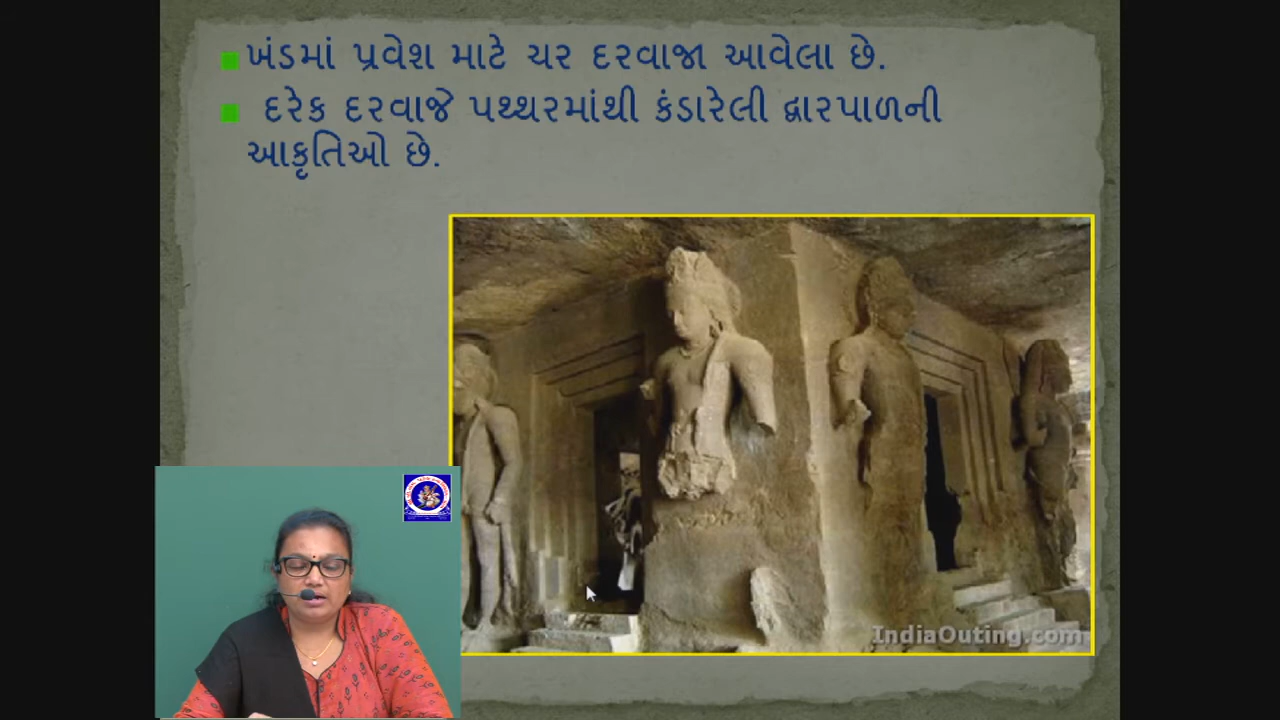 ખંડમાં પ્રવેશ માટે ચર દરવાજા આવેલા છે.
દરેક દરવાજે પથ્થરમાંથી કંડારેલી દ્વારપાળની
આકૃતિઓ છે.
IndiaOuting.com